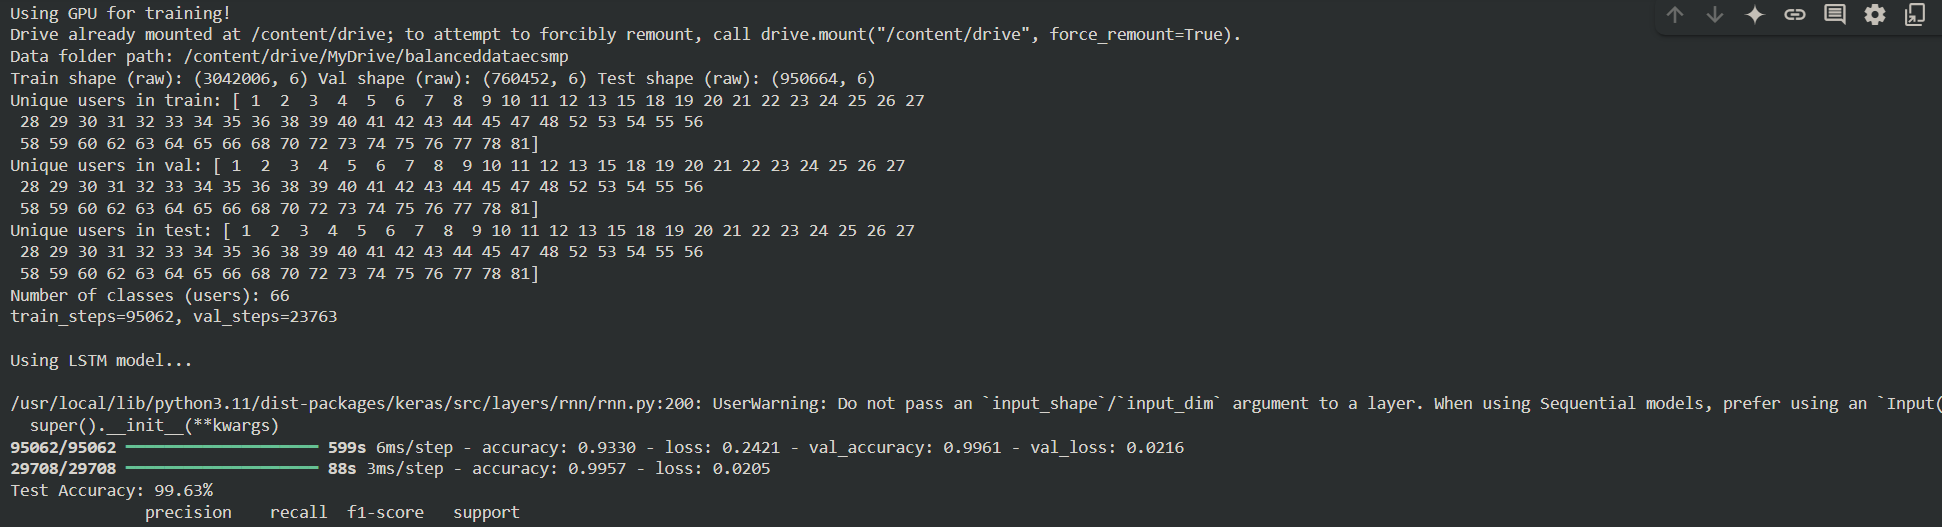 Using GPU for training!
Drive already mounted at /content/drive; to attempt to forcibly remount, call drive.mount("/content/drive", force_remount=True).
Data folder path: /content/drive/MyDrive/balanceddataecsmp
Train shape (raw): (3042006, 6) Val shape (raw): (760452, 6) Test shape (raw): (950664, 6)
Unique users in train: [ 1  2  3  4  5  6  7  8  9 10 11 12 13 15 18 19 20 21 22 23 24 25 26 27
 28 29 30 31 32 33 34 35 36 38 39 40 41 42 43 44 45 47 48 52 53 54 55 56
 58 59 60 62 63 64 65 66 68 70 72 73 74 75 76 77 78 81]
Unique users in val: [ 1  2  3  4  5  6  7  8  9 10 11 12 13 15 18 19 20 21 22 23 24 25 26 27
 28 29 30 31 32 33 34 35 36 38 39 40 41 42 43 44 45 47 48 52 53 54 55 56
 58 59 60 62 63 64 65 66 68 70 72 73 74 75 76 77 78 81]
Unique users in test: [ 1  2  3  4  5  6  7  8  9 10 11 12 13 15 18 19 20 21 22 23 24 25 26 27
 28 29 30 31 32 33 34 35 36 38 39 40 41 42 43 44 45 47 48 52 53 54 55 56
 58 59 60 62 63 64 65 66 68 70 72 73 74 75 76 77 78 81]
Number of classes (users): 66
train_steps=95062, val_steps=23763
Using LSTM model...
/usr/local/lib/python3.11/dist-packages/keras/src/layers/rnn/rnn.py:200: UserWarning: Do not pass an `input_shape`/`input_dim` argument to a layer. When using Sequential models, prefer using an `Input(
  super().__init__(**kwargs)
95062/95062 ━━━━━━━━━━━━━━━━━━━━ 599s 6ms/step - accuracy: 0.9330 - loss: 0.2421 - val_accuracy: 0.9961 - val_loss: 0.0216
29708/29708 ━━━━━━━━━━━━━━━━━━━━ 88s 3ms/step - accuracy: 0.9957 - loss: 0.0205
Test Accuracy: 99.63%
              precision    recall  f1-score   support